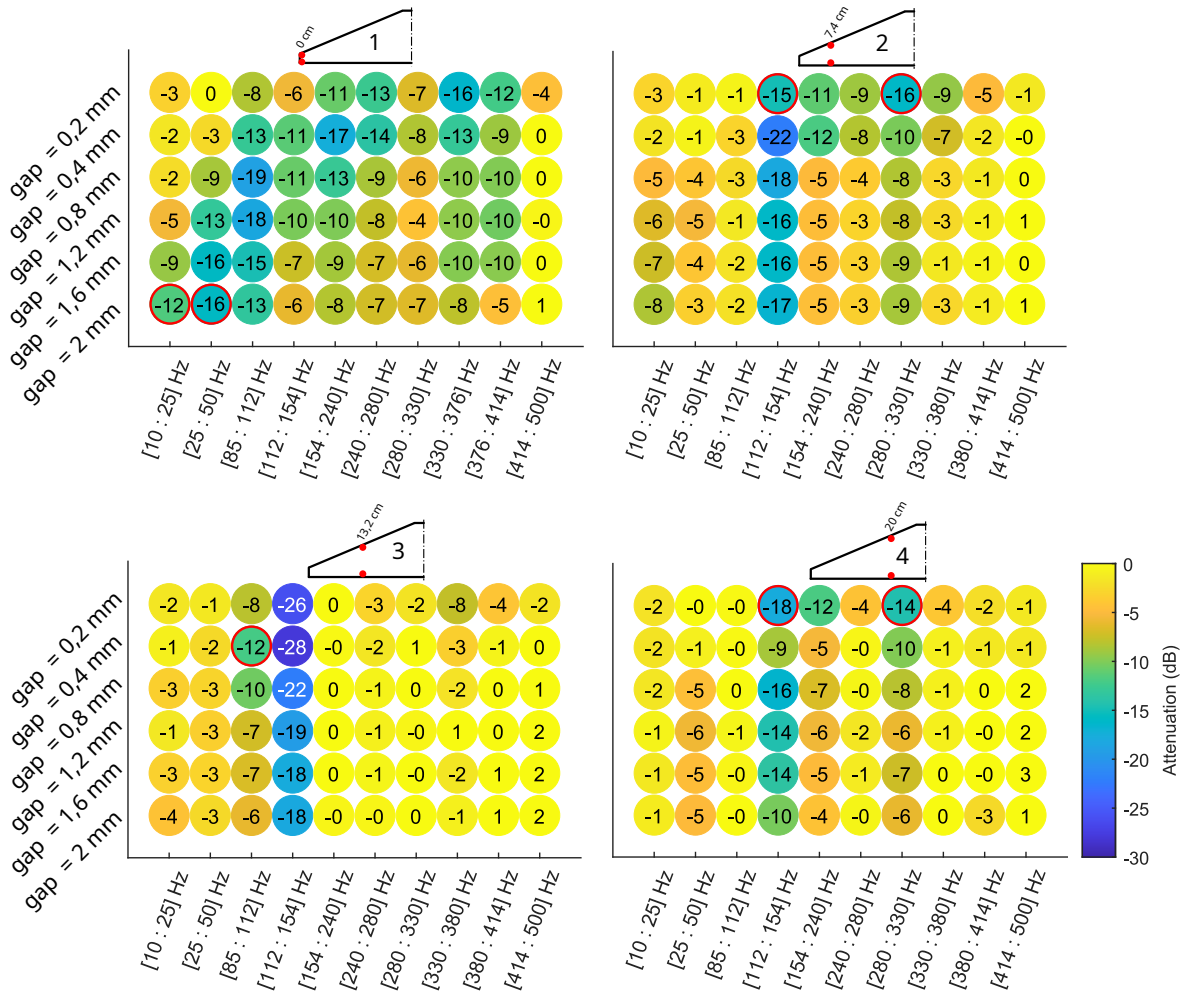 0 cm
1
-3 0 -8 -6 -11 -13 -7 -16 -12 -4
-2 -3 -13 -11 -17 -14 -8 -13 -9 0
-2 -9 -19 -11 -13 -9 -6 -10 -10 0
-5 -13 -18 -10 -10 -8 -4 -10 -10 -0
-9 -16 -15 -7 -9 -7 -6 -10 -10 0
-12 -16 -13 -6 -8 -7 -7 -8 -5 1
gap = 0,2 mm
gap = 0,4 mm
gap = 0,8 mm
gap = 1,2 mm
gap = 1,6 mm
gap = 2 mm
[10 : 25] Hz
[25 : 50] Hz
[85 : 112] Hz
[112 : 154] Hz
[154 : 240] Hz
[240 : 280] Hz
[280 : 330] Hz
[330 : 376] Hz
[376 : 414] Hz
[414 : 500] Hz
7,4 cm
2
-3 -1 -1 -15 -11 -9 -16 -9 -5 -1
-2 -1 -3 -22 -12 -8 -10 -7 -2 -0
-5 -4 -3 -18 -5 -4 -8 -3 -1 0
-6 -5 -1 -16 -5 -3 -8 -3 -1 1
-7 -4 -2 -16 -5 -3 -9 -1 -1 0
-8 -3 -2 -17 -5 -3 -9 -3 -1 1
[10 : 25] Hz
[25 : 50] Hz
[85 : 112] Hz
[112 : 154] Hz
[154 : 240] Hz
[240 : 280] Hz
[280 : 330] Hz
[330 : 380] Hz
[380 : 414] Hz
[414 : 500] Hz
13,2 cm
3
-2 -1 -8 -26 0 -3 -2 -8 -4 -2
-1 -2 -12 -28 -0 -2 1 -3 -1 0
-3 -3 -10 -22 0 -1 0 -2 0 1
-1 -3 -7 -19 0 -1 -0 1 0 2
-3 -3 -7 -18 0 -1 -0 -2 1 2
-4 -3 -6 -18 -0 -0 0 -1 1 2
gap = 0,2 mm
gap = 0,4 mm
gap = 0,8 mm
gap = 1,2 mm
gap = 1,6 mm
gap = 2 mm
[10 : 25] Hz
[25 : 50] Hz
[85 : 112] Hz
[112 : 154] Hz
[154 : 240] Hz
[240 : 280] Hz
[280 : 330] Hz
[330 : 380] Hz
[380 : 414] Hz
[414 : 500] Hz
20 cm
4
-2 -0 -0 -18 -12 -4 -14 -4 -2 -1
-2 -1 -1 -9 -5 0 -10 -1 -1 -1
-2 -5 0 -16 -7 -0 -8 -1 0 2
-1 -6 -1 -14 -6 -2 -6 -1 -0 2
-1 -5 -0 -14 -5 -1 -7 0 -0 3
-1 -5 -0 -10 -4 -0 -6 0 -3 1
[10 : 25] Hz
[25 : 50] Hz
[85 : 112] Hz
[112 : 154] Hz
[154 : 240] Hz
[240 : 280] Hz
[280 : 330] Hz
[330 : 380] Hz
[380 : 414] Hz
[414 : 500] Hz
0
-5
-10
-15
-20
-25
-30
Attenuation (dB)